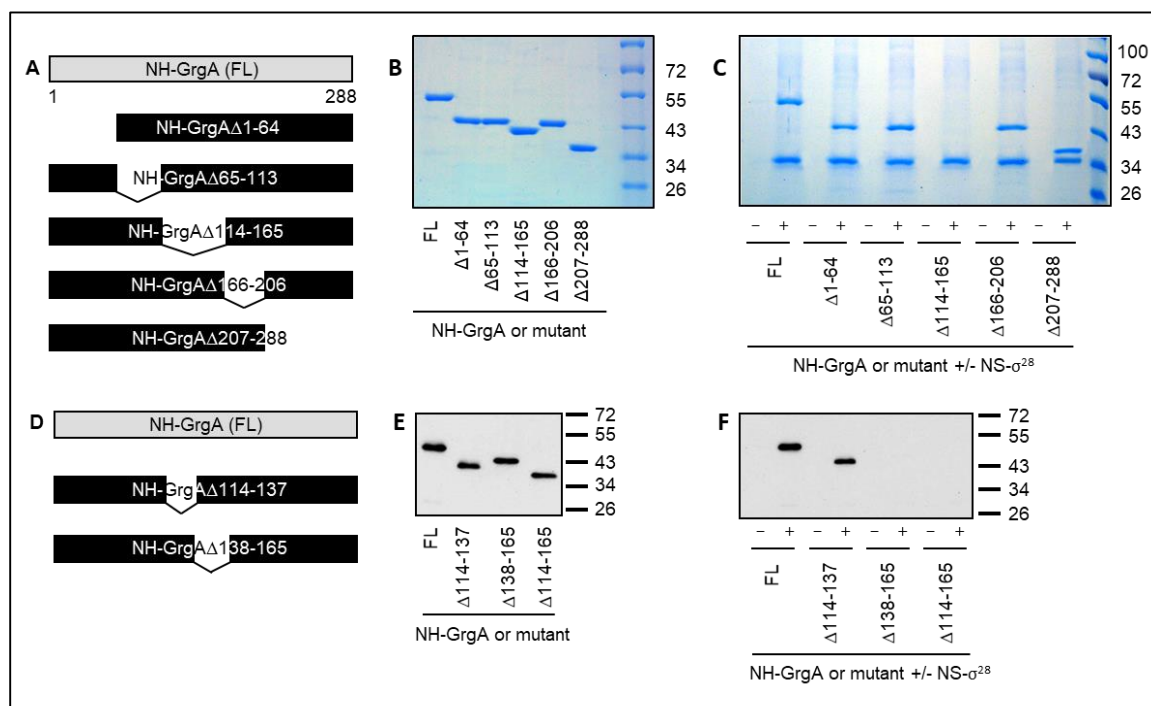 A
NH-GrgA (FL)
1 288
NH-GrgAΔ1-64
NH-GrgAΔ65-113
NH-GrgAΔ114-165
NH-GrgAΔ166-206
NH-GrgAΔ207-288
B
72
55
43
34
26
FL
Δ1-64
Δ65-113
Δ114-165
Δ166-206
Δ207-288
NH-GrgA or mutant
C
100
72
55
43
34
26
− + − + − + − + − + − +
FL
Δ1-64
Δ65-113
Δ114-165
Δ166-206
Δ207-288
NH-GrgA or mutant +/- NS-σ²⁸
D
NH-GrgA (FL)
NH-GrgAΔ114-137
NH-GrgAΔ138-165
E
72
55
43
34
26
FL
Δ114-137
Δ138-165
Δ114-165
NH-GrgA or mutant
F
72
55
43
34
26
− + − + − + − +
FL
Δ114-137
Δ138-165
Δ114-165
NH-GrgA or mutant +/- NS-σ²⁸